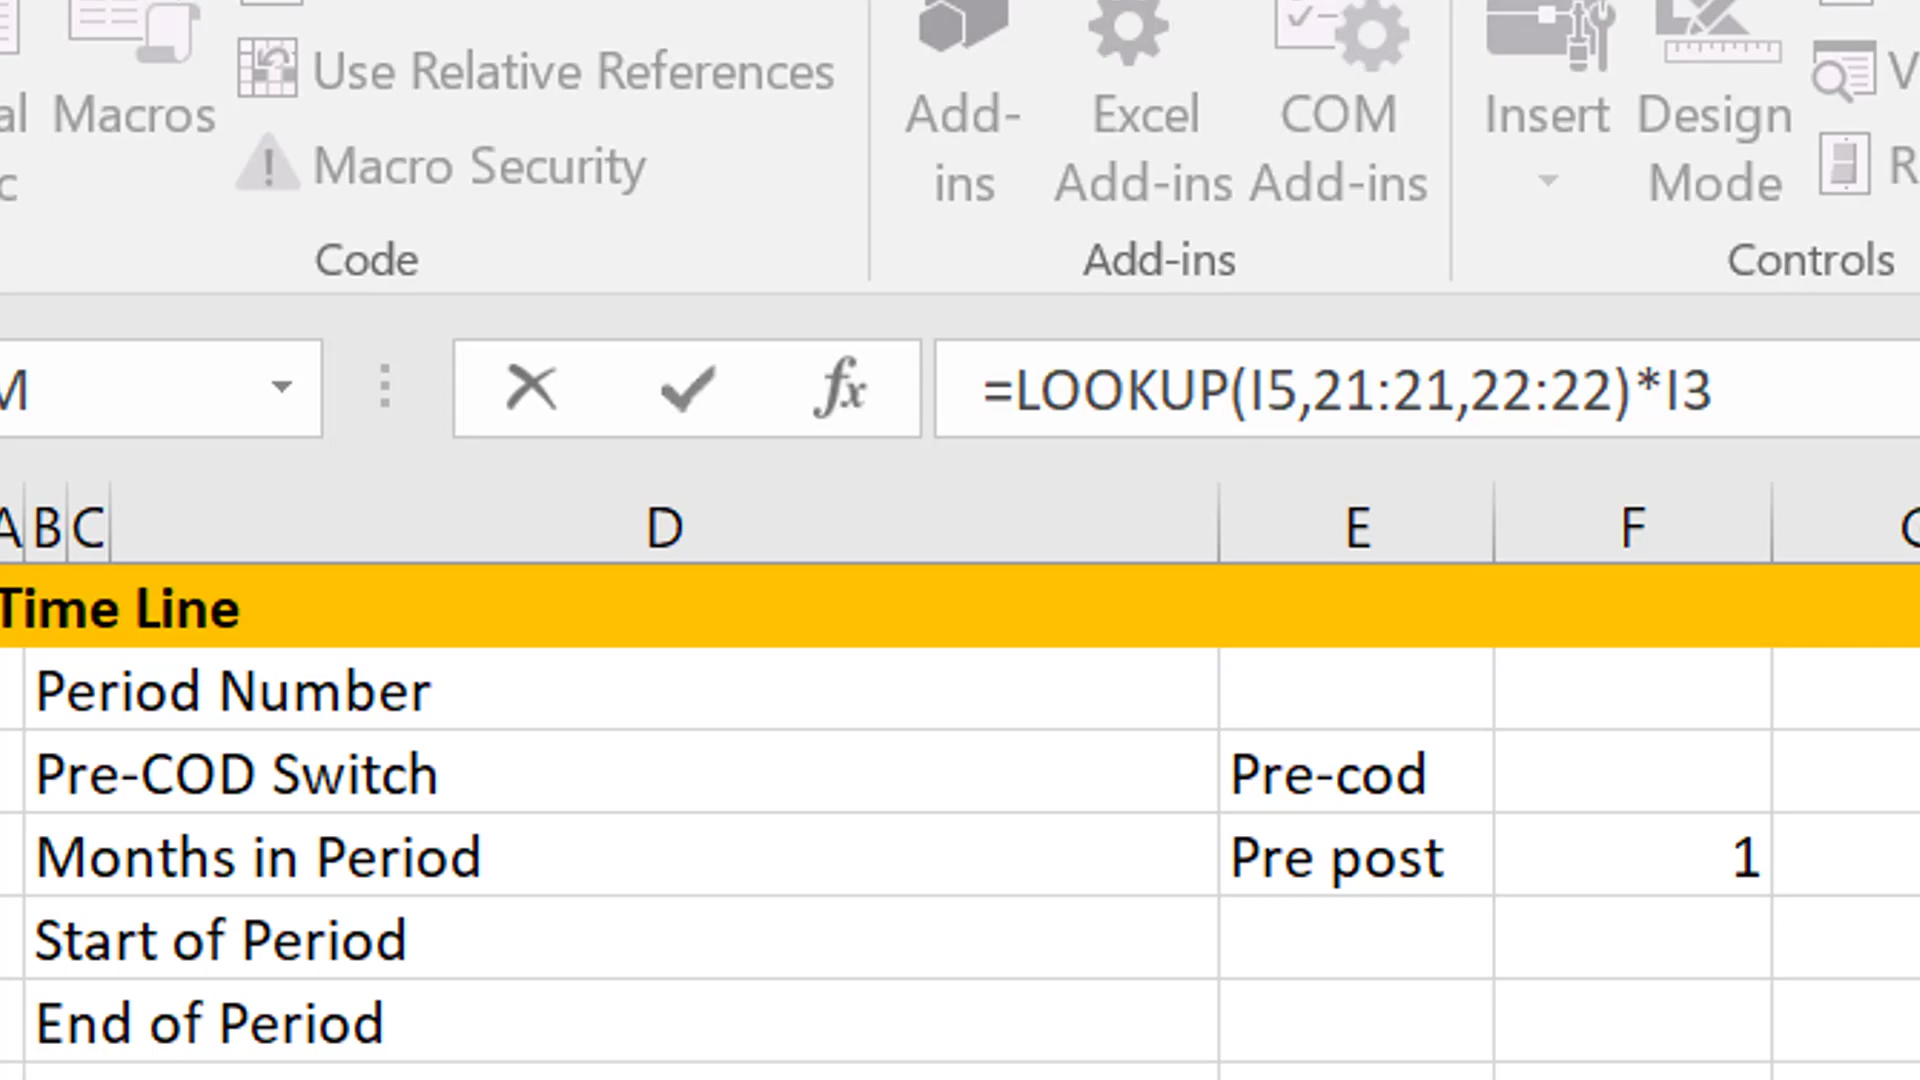 Use Relative References
al Macros
Macro Security
c
Code
Add-
ins
Excel
Add-ins
COM
Add-ins
Add-ins
Insert
Design
Mode
V
R
Controls
M
fx
=LOOKUP(I5,21:21,22:22)*I3
A B C D E F
Time Line
Period Number
Pre-COD Switch Pre-cod
Months in Period Pre post 1
Start of Period
End of Period